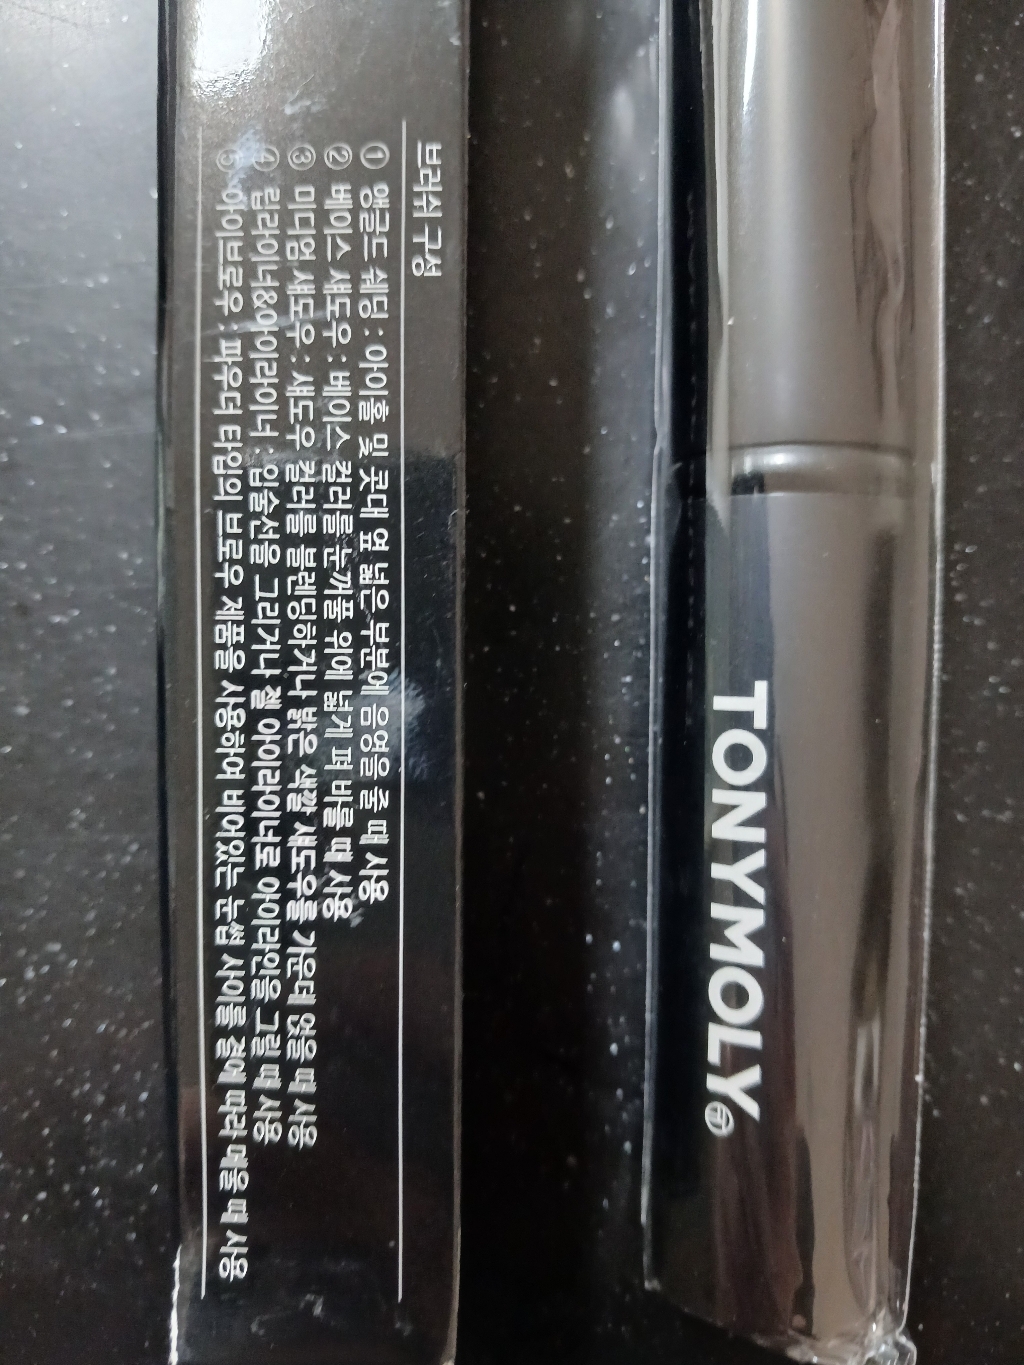 브러쉬 구성
① 앵글드 쉐딩 : 아이홀 및 콧대 옆 넓은 부분에 음영을 줄 때 사용
② 베이스 섀도우 : 베이스 컬러를 눈꺼풀 위에 넓게 펴 바를 때 사용
③ 미디엄 섀도우 : 섀도우 컬러를 블렌딩하거나 밝은 색깔 섀도우를 가운데 얹을 때 사용
④ 립라이너&아이라이너 : 입술선을 그리거나 젤 아이라이너로 아이라인을 그릴 때 사용
⑤ 아이브로우 : 파우더 타입의 브로우 제품을 사용하여 비어있는 눈썹 사이를 결에 따라 메울 때 사용
TONYMOLY